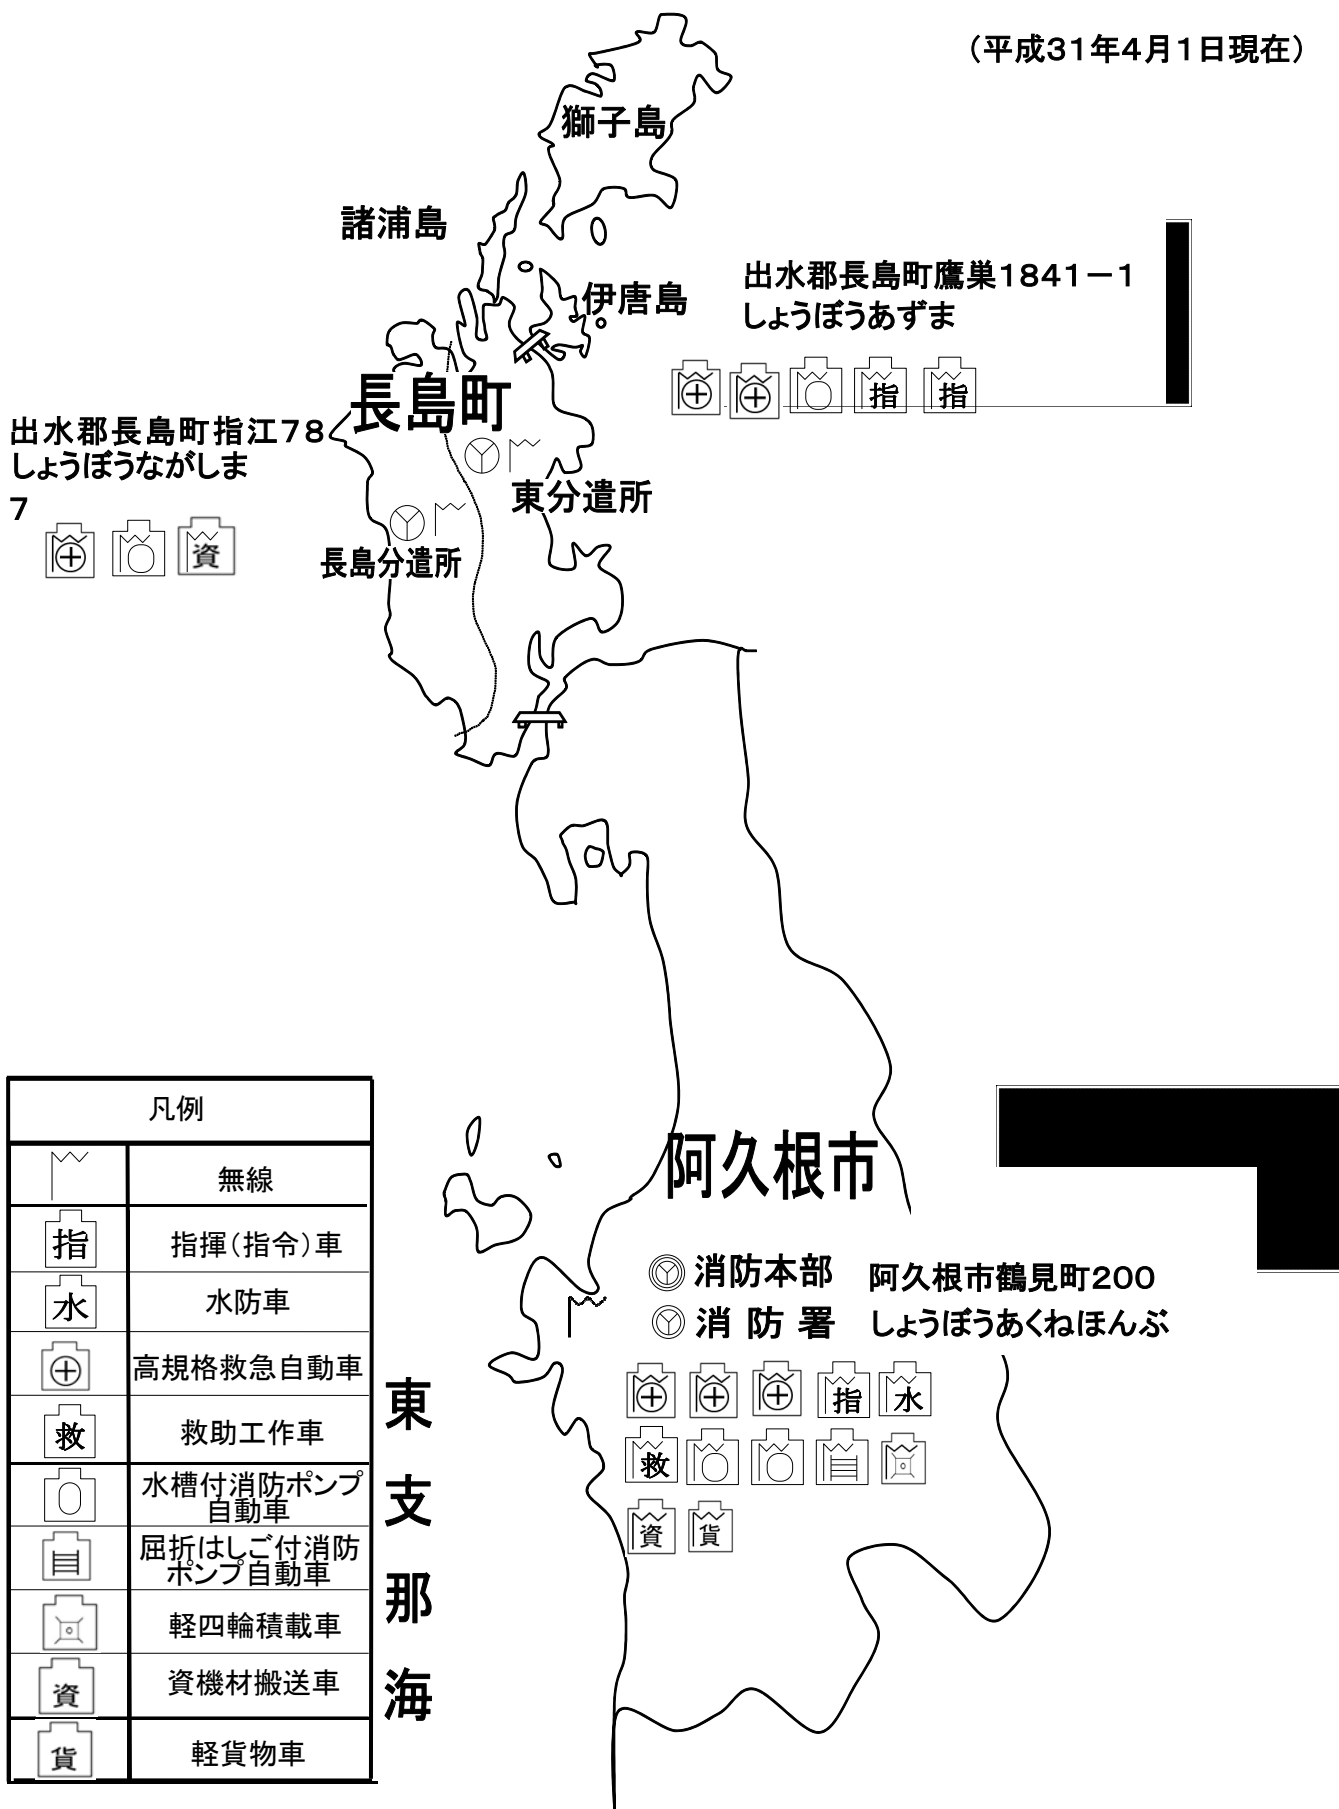 （平成31年4月1日現在）
獅子島
諸浦島
伊唐島
出水郡長島町鷹巣1841－1
しょうぼうあずま
指 指
長島町
出水郡長島町指江78
しょうぼうながしま
7
資
東分遣所
長島分遣所
阿久根市
消防本部 阿久根市鶴見町200
消防署 しょうぼうあくねほんぶ
指 水
救
資 貨
東支那海
凡例
無線
指 指揮（指令）車
水 水防車
高規格救急自動車
救 救助工作車
水槽付消防ポンプ
自動車
屈折はしご付消防
ポンプ自動車
軽四輪積載車
資 資機材搬送車
貨 軽貨物車